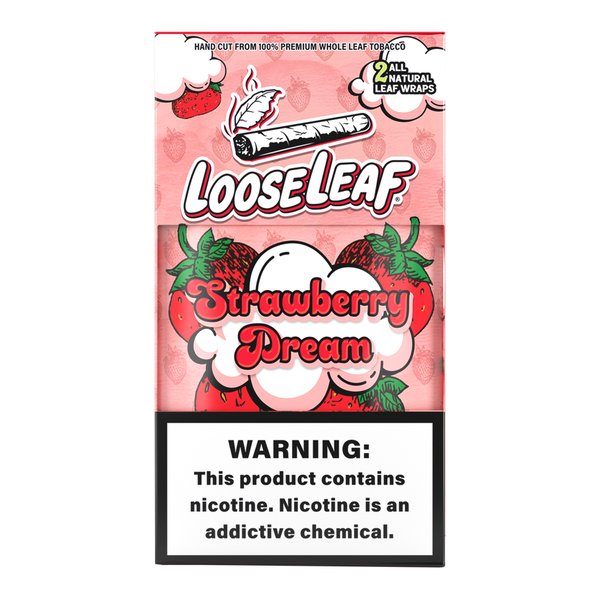 HAND CUT FROM 100% PREMIUM WHOLE LEAF TOBACCO
2 ALL
NATURAL
LEAF WRAPS
LOOSELEAF®
Strawberry
Dream
WARNING:
This product contains
nicotine. Nicotine is an
addictive chemical.